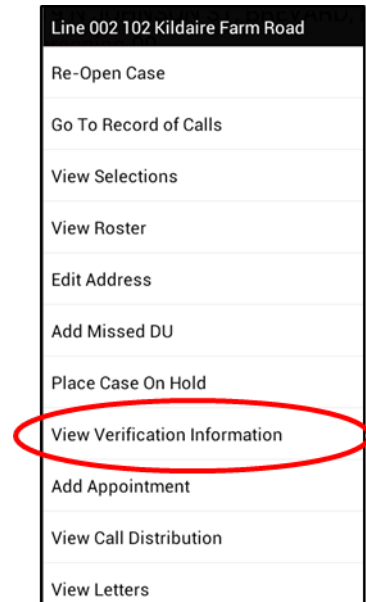 Line 002 102 Kildaire Farm Road
Re-Open Case
Go To Record of Calls
View Selections
View Roster
Edit Address
Add Missed DU
Place Case On Hold
View Verification Information
Add Appointment
View Call Distribution
View Letters